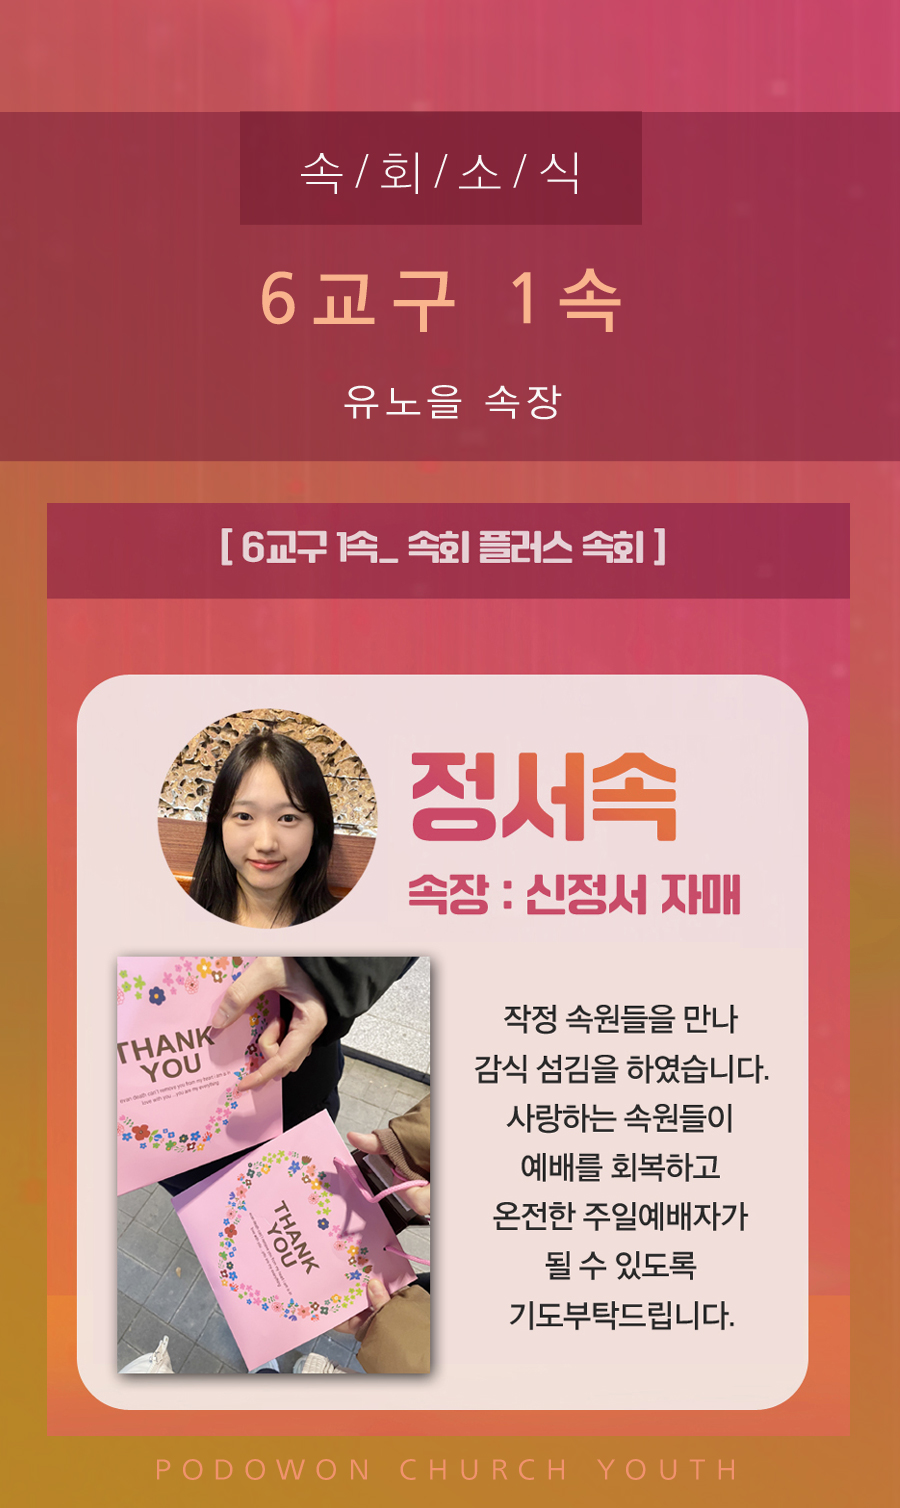 속/회/소/식
6교구 1속
유노을 속장
[ 6교구 1속_ 속회 플러스 속회 ]
정서속
속장 : 신정서 자매
THANK
YOU
THANK
YOU
작정 속원들을 만나
감식 섬김을 하였습니다.
사랑하는 속원들이
예배를 회복하고
온전한 주일예배자가
될 수 있도록
기도부탁드립니다.
PODOWON CHURCH YOUTH